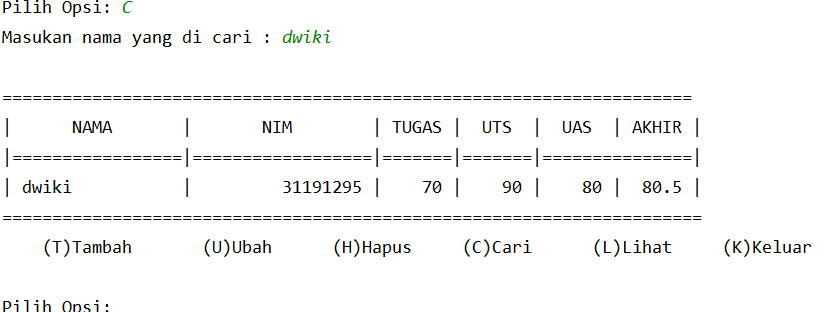 Pilih Opsi: C
Masukan nama yang di cari : dwiki
=====================================================================
|      NAMA       |       NIM        | TUGAS |  UTS  |  UAS  | AKHIR |
|=================|==================|=======|=======|===============|
| dwiki           |         31191295 |    70 |    90 |    80 |  80.5 |
======================================================================
    (T)Tambah       (U)Ubah      (H)Hapus     (C)Cari      (L)Lihat     (K)Keluar
Pilih Opsi: